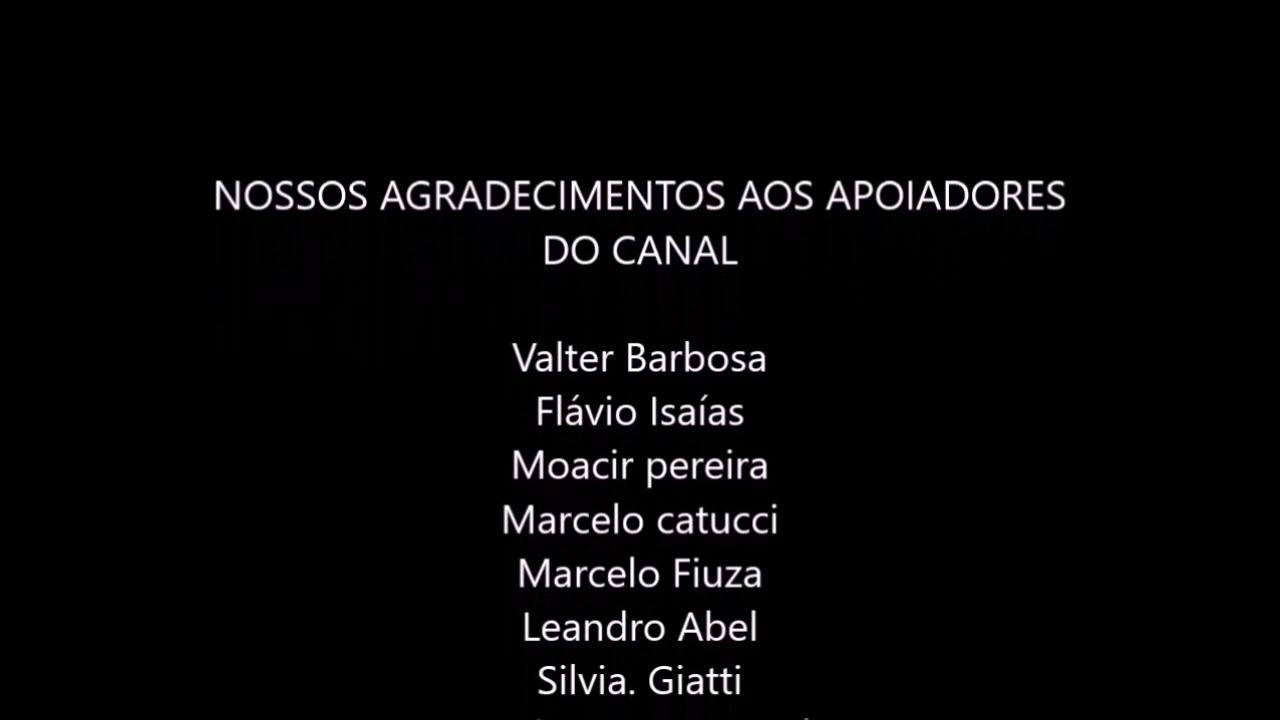 NOSSOS AGRADECIMENTOS AOS APOIADORES
DO CANAL
Valter Barbosa
Flávio Isaías
Moacir pereira
Marcelo catucci
Marcelo Fiuza
Leandro Abel
Silvia. Giatti